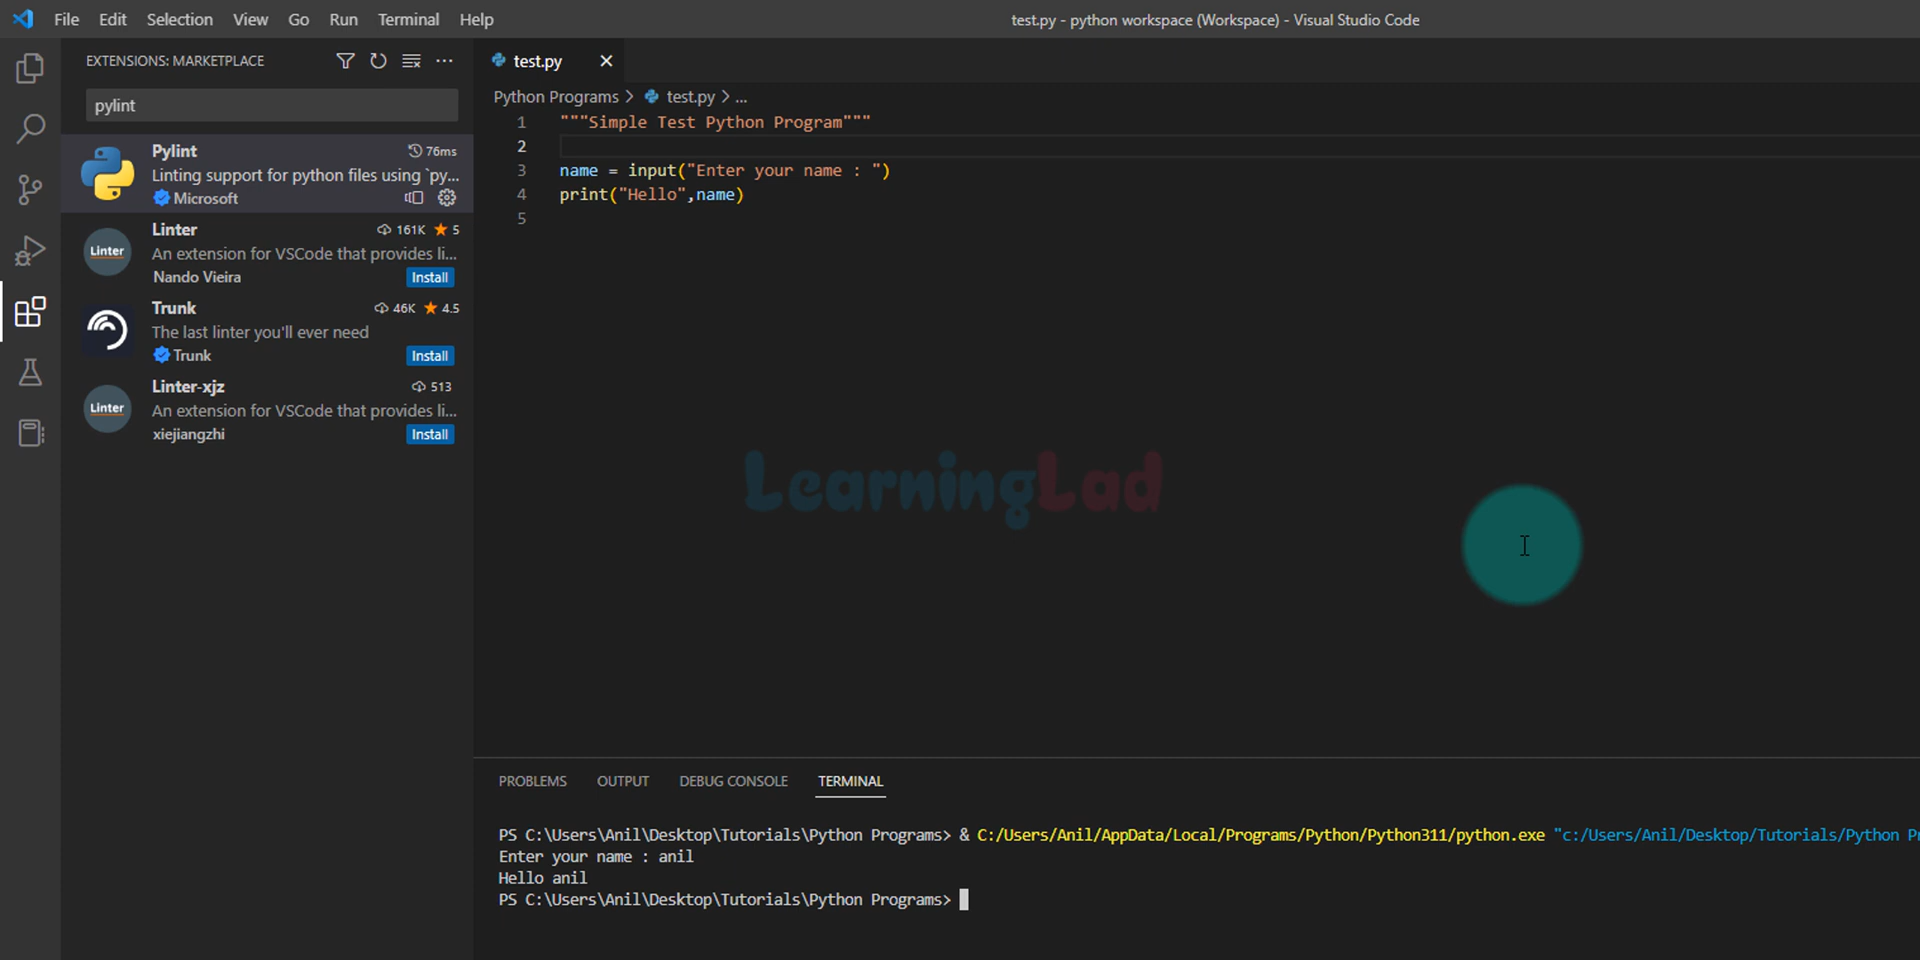 File Edit Selection View Go Run Terminal Help
test.py - python workspace (Workspace) - Visual Studio Code
EXTENSIONS: MARKETPLACE
pylint
Pylint 76ms
Linting support for python files using `py...
Microsoft
Linter 161K 5
An extension for VSCode that provides li...
Nando Vieira Install
Trunk 46K 4.5
The last linter you'll ever need
Trunk Install
Linter-xjz 513
An extension for VSCode that provides li...
xiejiangzhi Install
Linter
Linter
test.py
Python Programs > test.py > ...
1 """Simple Test Python Program"""
2
3 name = input("Enter your name : ")
4 print("Hello",name)
5
LearningLad
PROBLEMS OUTPUT DEBUG CONSOLE TERMINAL
PS C:\Users\Anil\Desktop\Tutorials\Python Programs> & C:/Users/Anil/AppData/Local/Programs/Python/Python311/python.exe "c:/Users/Anil/Desktop/Tutorials/Python P
Enter your name : anil
Hello anil
PS C:\Users\Anil\Desktop\Tutorials\Python Programs>